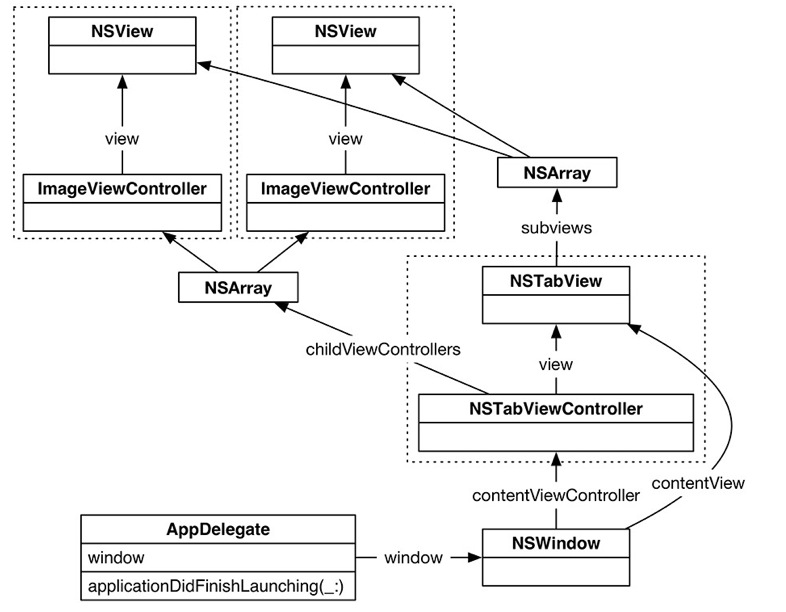 NSView
NSView
view
view
NSArray
ImageViewController
ImageViewController
subviews
NSArray
NSTabView
childViewControllers
view
NSTabViewController
contentView
contentViewController
AppDelegate
window
applicationDidFinishLaunching(_:)
window
NSWindow